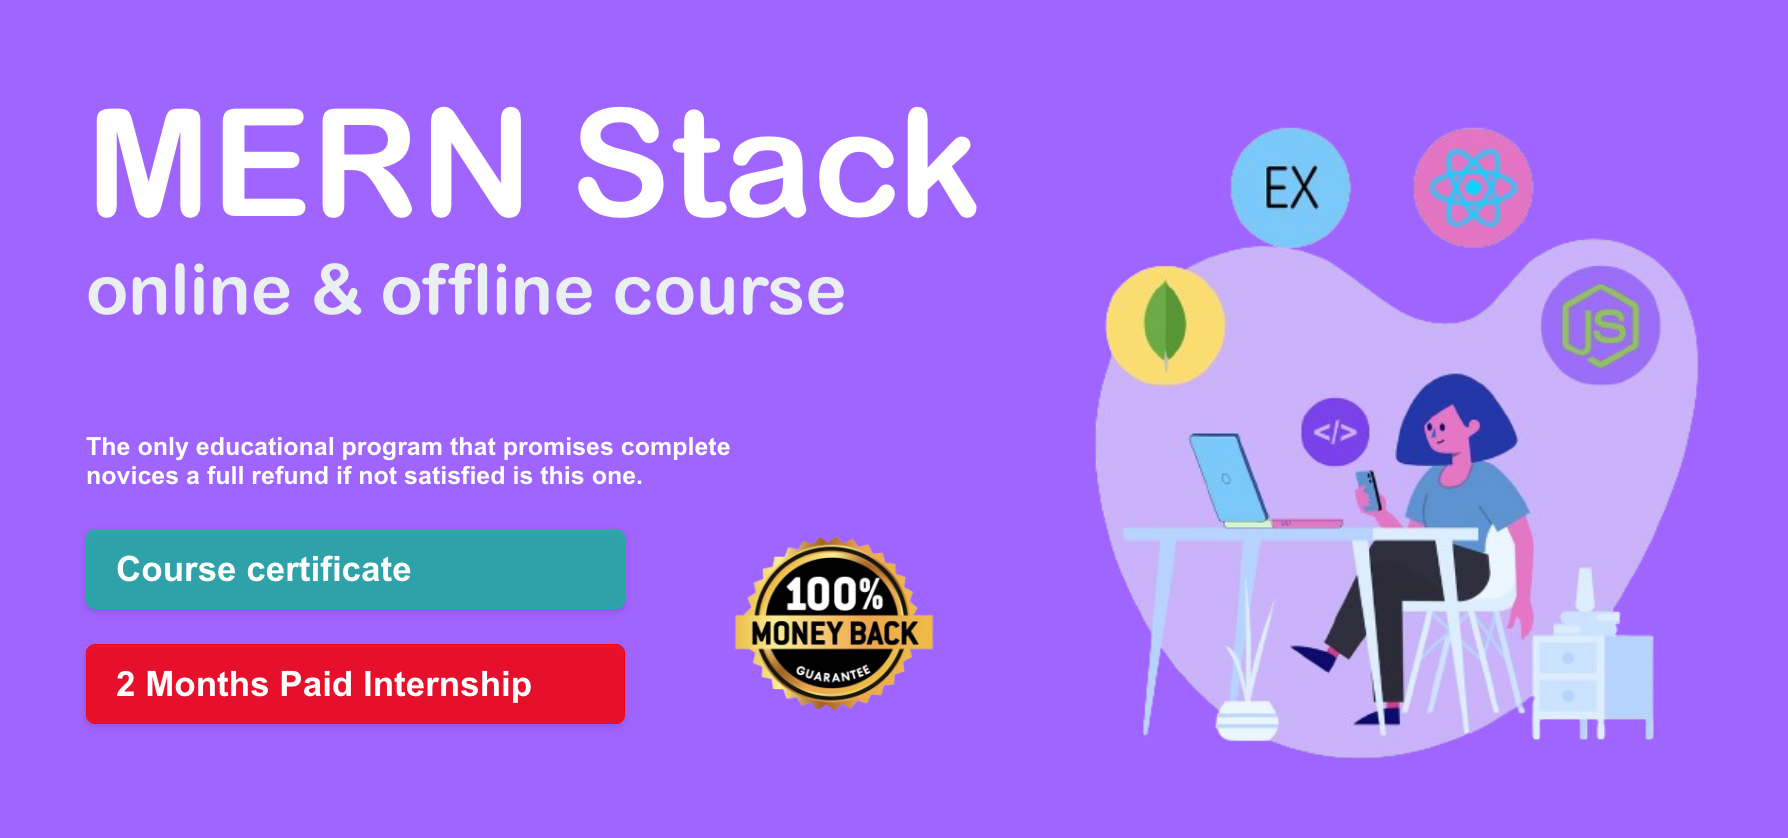 MERN Stack
online & offline course
The only educational program that promises complete
novices a full refund if not satisfied is this one.
Course certificate
2 Months Paid Internship
100%
MONEY BACK
GUARANTEE
EX
JS
</>